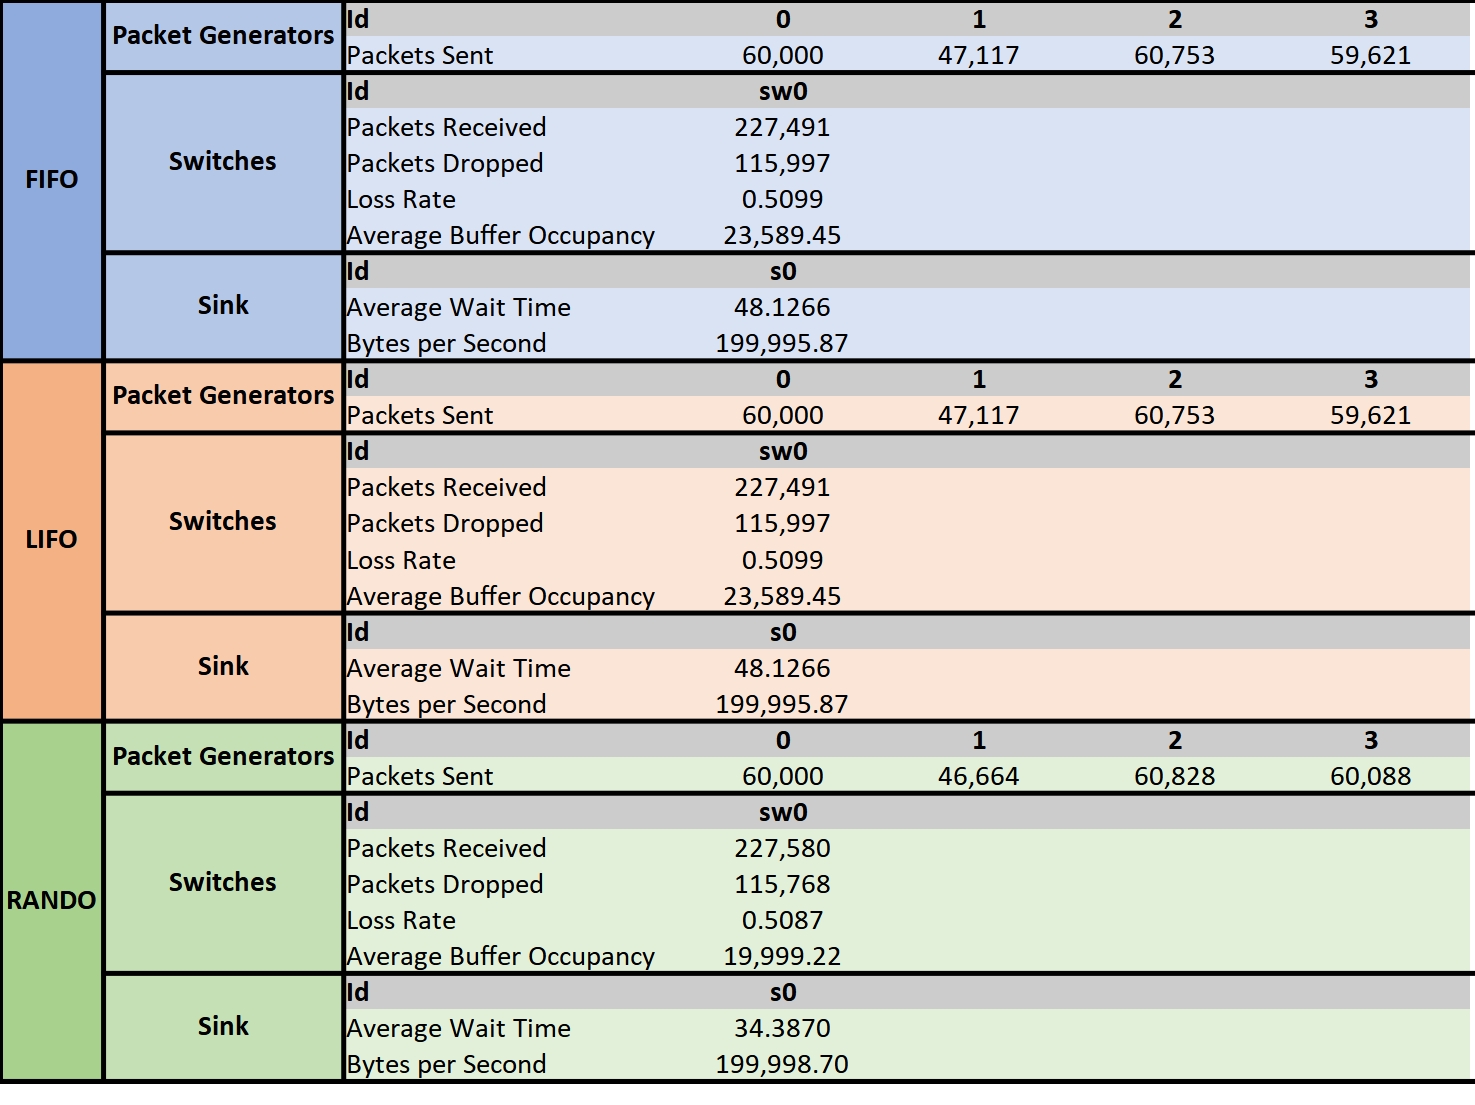 FIFO
Packet Generators
Id 0 1 2 3
Packets Sent 60,000 47,117 60,753 59,621
Switches
Id sw0
Packets Received 227,491
Packets Dropped 115,997
Loss Rate 0.5099
Average Buffer Occupancy 23,589.45
Sink
Id s0
Average Wait Time 48.1266
Bytes per Second 199,995.87
LIFO
Packet Generators
Id 0 1 2 3
Packets Sent 60,000 47,117 60,753 59,621
Switches
Id sw0
Packets Received 227,491
Packets Dropped 115,997
Loss Rate 0.5099
Average Buffer Occupancy 23,589.45
Sink
Id s0
Average Wait Time 48.1266
Bytes per Second 199,995.87
RANDO
Packet Generators
Id 0 1 2 3
Packets Sent 60,000 46,664 60,828 60,088
Switches
Id sw0
Packets Received 227,580
Packets Dropped 115,768
Loss Rate 0.5087
Average Buffer Occupancy 19,999.22
Sink
Id s0
Average Wait Time 34.3870
Bytes per Second 199,998.70